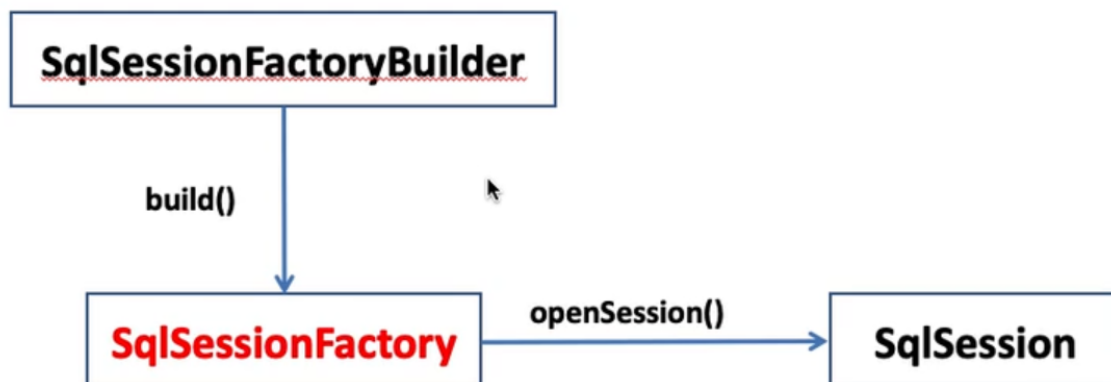 SqlSessionFactoryBuilder
build()
openSession()
SqlSessionFactory
SqlSession